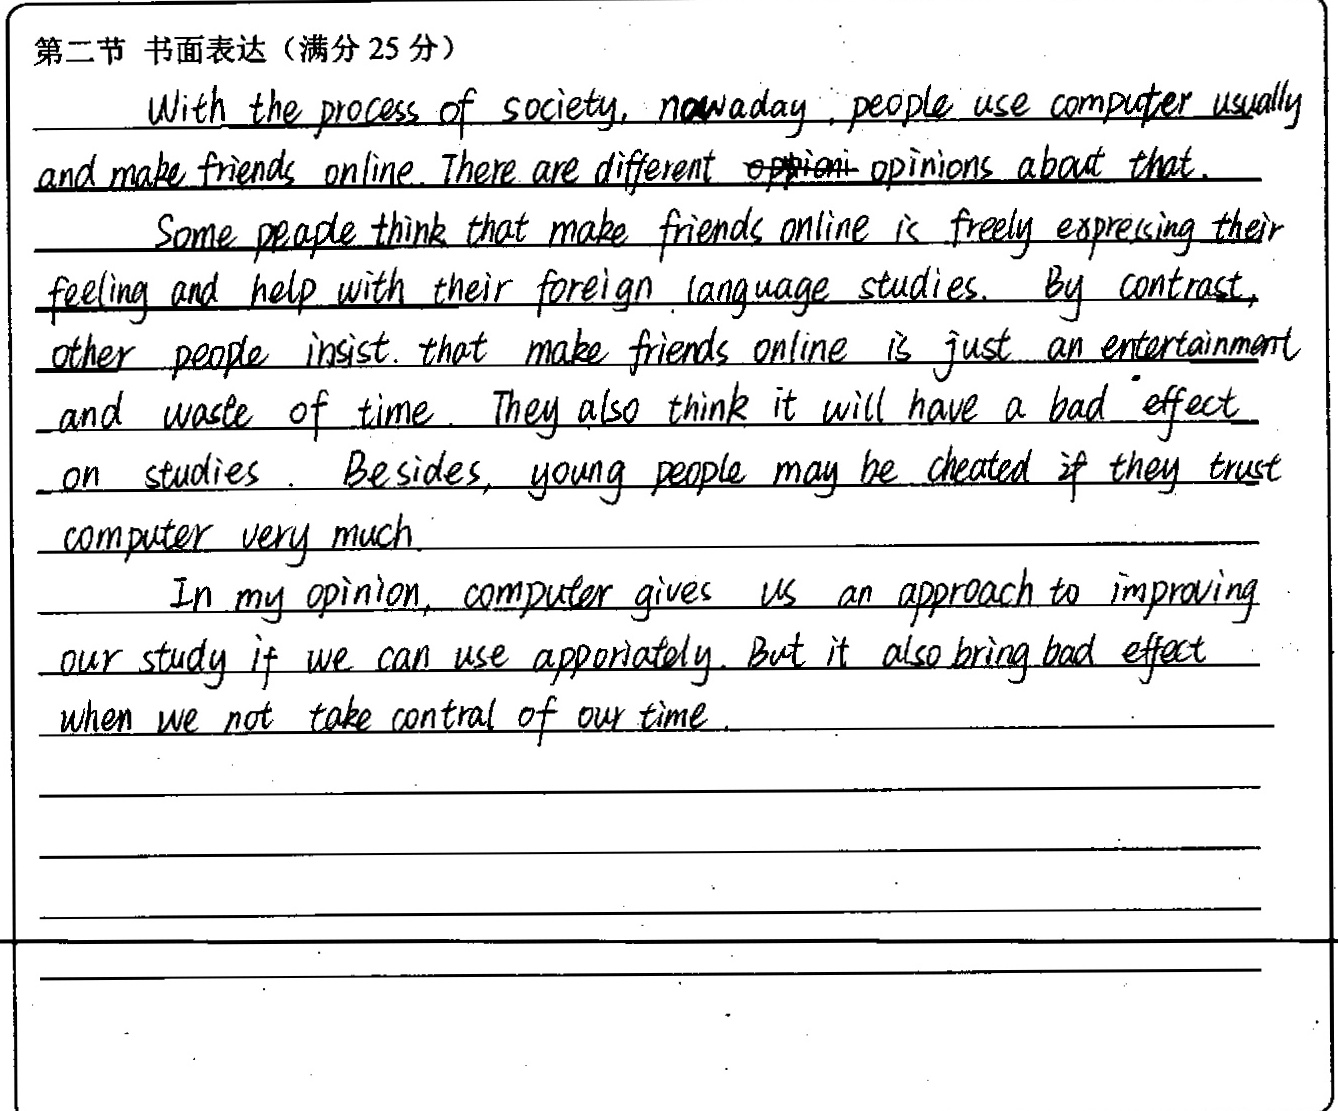 第二节 书面表达（满分 25 分）
With the process of society, nowaday, people use computer usually
and make friends online. There are different opinions about that.
Some peaple think that make friends online is freely expressing their
feeling and help with their foreign language studies. By contrast,
other people insist that make friends online is just an entertainment
and waste of time. They also think it will have a bad effect
on studies. Besides, young people may be cheated if they trust
computer very much.
In my opinion, computer gives us an approach to improving
our study if we can use apporiately. But it also bring bad effect
when we not take contral of our time.